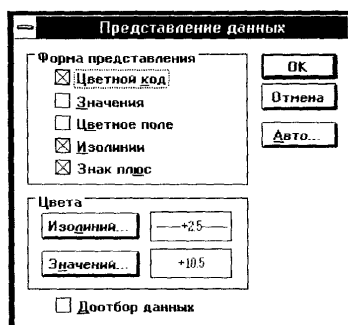 Представление данных
Форма представления
Цветной код
Значения
Цветное поле
Изолинии
Знак плюс
OK
Отмена
Авто...
Цвета
Изолиний...
+2.5
Значений...
+10.5
Доотбор данных